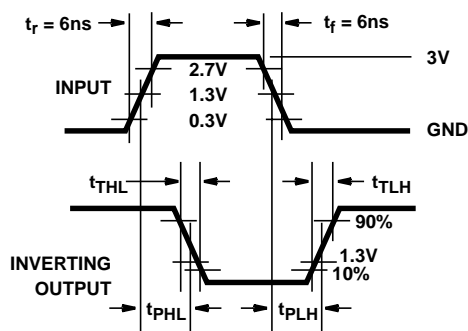 tr = 6ns
tf = 6ns
3V
2.7V
INPUT
1.3V
0.3V
GND
tTHL
tTLH
90%
1.3V
INVERTING
10%
OUTPUT
tPHL
tPLH